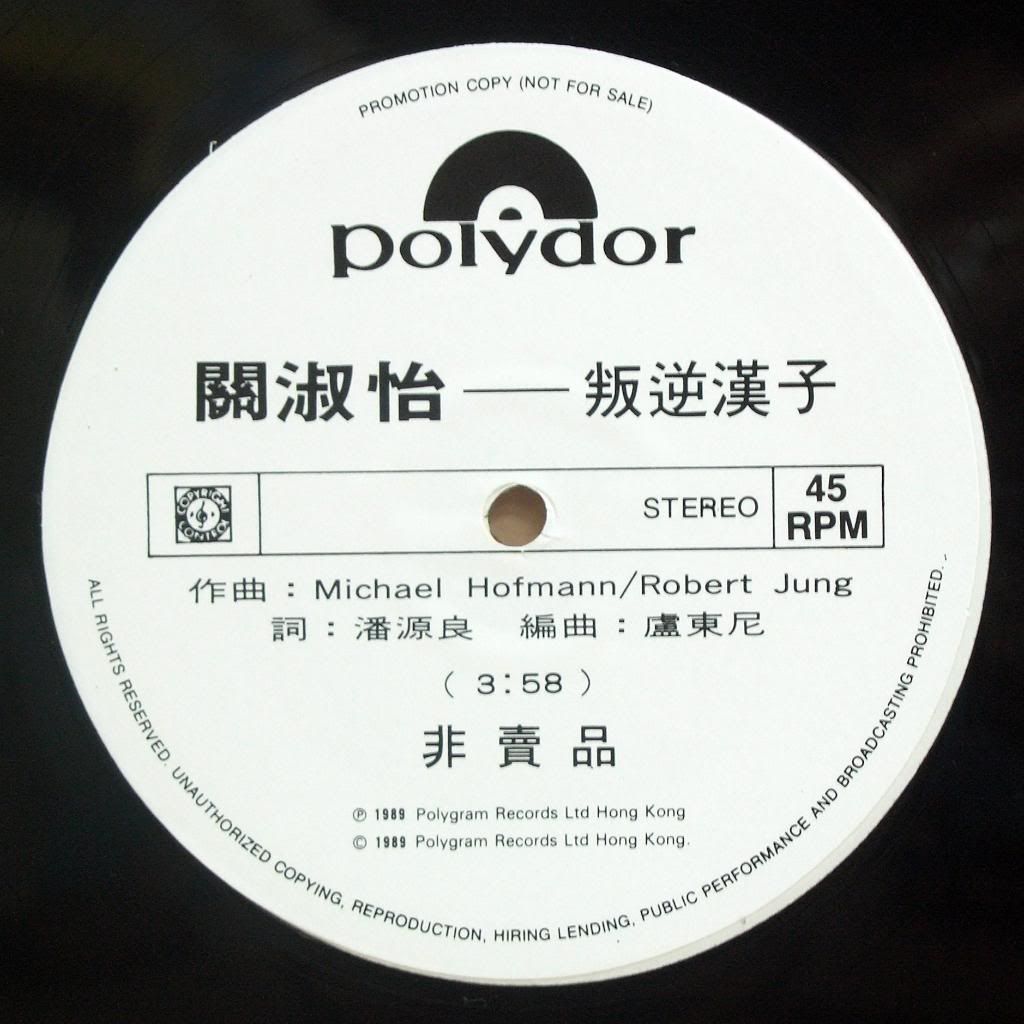 PROMOTION COPY (NOT FOR SALE)
polydor
關淑怡 — 叛逆漢子
COPYRIGHT CONTROL
STEREO
45 RPM
作曲：Michael Hofmann/Robert Jung
詞：潘源良 編曲：盧東尼
( 3:58 )
非賣品
℗ 1989 Polygram Records Ltd Hong Kong
© 1989 Polygram Records Ltd Hong Kong.
ALL RIGHTS RESERVED. UNAUTHORIZED COPYING, REPRODUCTION, HIRING LENDING, PUBLIC PERFORMANCE AND BROADCASTING PROHIBITED.